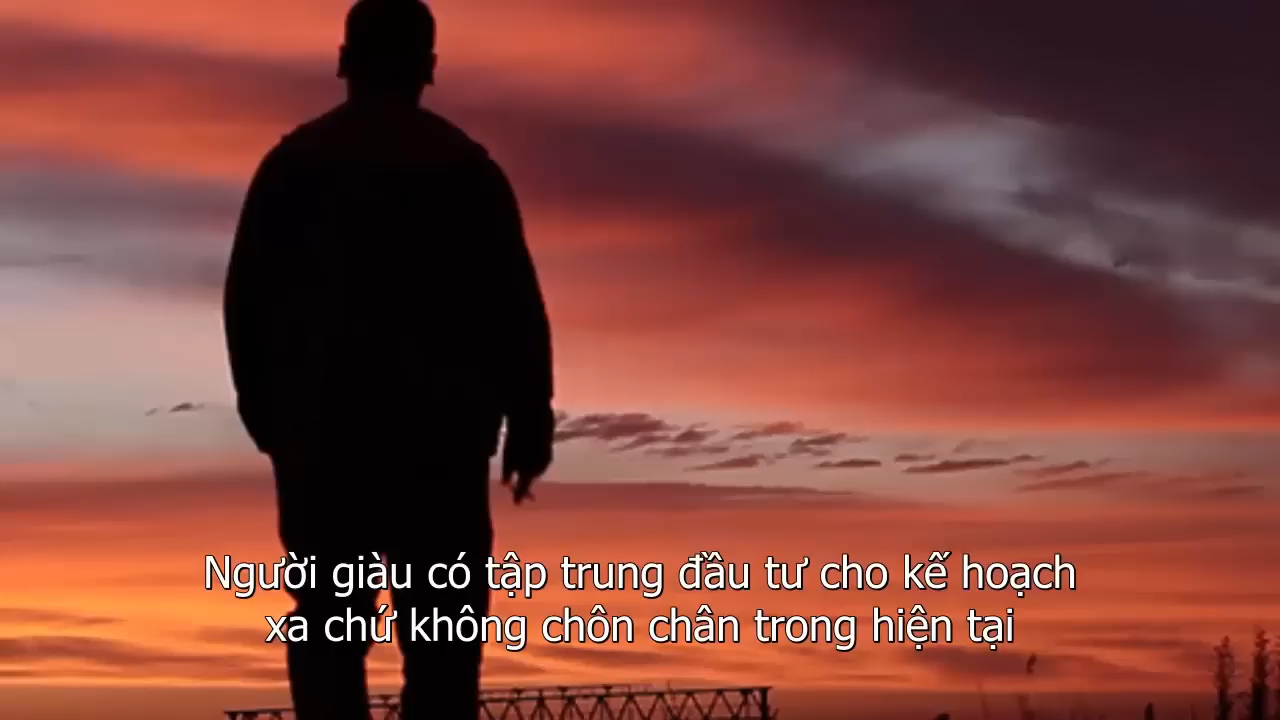 Người giàu có tập trung đầu tư cho kế hoạch
xa chứ không chôn chân trong hiện tại